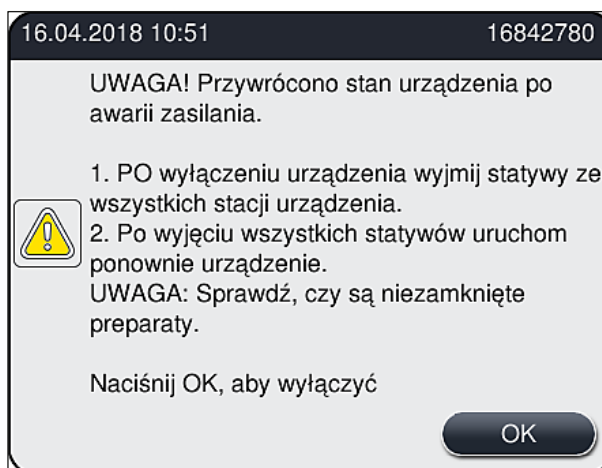 16.04.2018 10:51 16842780
UWAGA! Przywrócono stan urządzenia po
awarii zasilania.
1. PO wyłączeniu urządzenia wyjmij statywy ze
wszystkich stacji urządzenia.
2. Po wyjęciu wszystkich statywów uruchom
ponownie urządzenie.
UWAGA: Sprawdź, czy są niezamknięte
preparaty.
Naciśnij OK, aby wyłączyć
OK